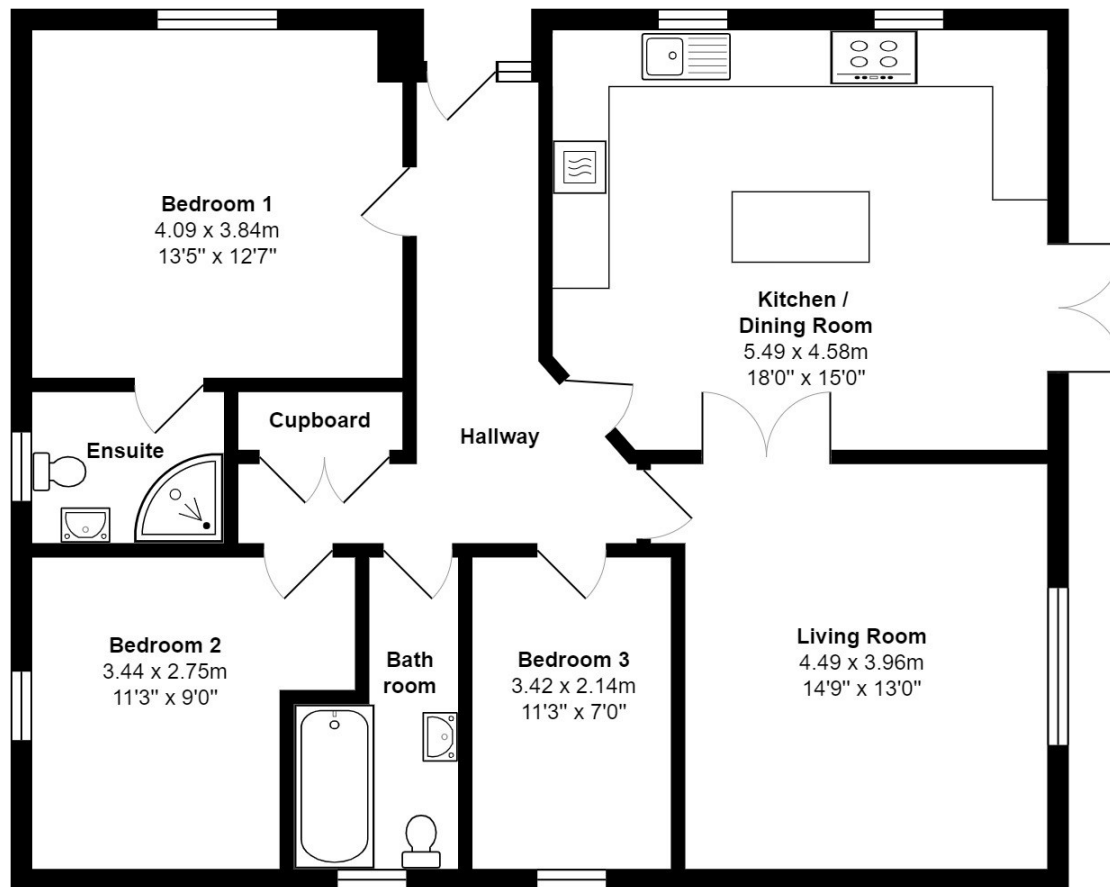 Bedroom 1
4.09 x 3.84m
13'5" x 12'7"
Kitchen /
Dining Room
5.49 x 4.58m
18'0" x 15'0"
Cupboard
Hallway
Ensuite
Bedroom 2
3.44 x 2.75m
11'3" x 9'0"
Bath
room
Bedroom 3
3.42 x 2.14m
11'3" x 7'0"
Living Room
4.49 x 3.96m
14'9" x 13'0"